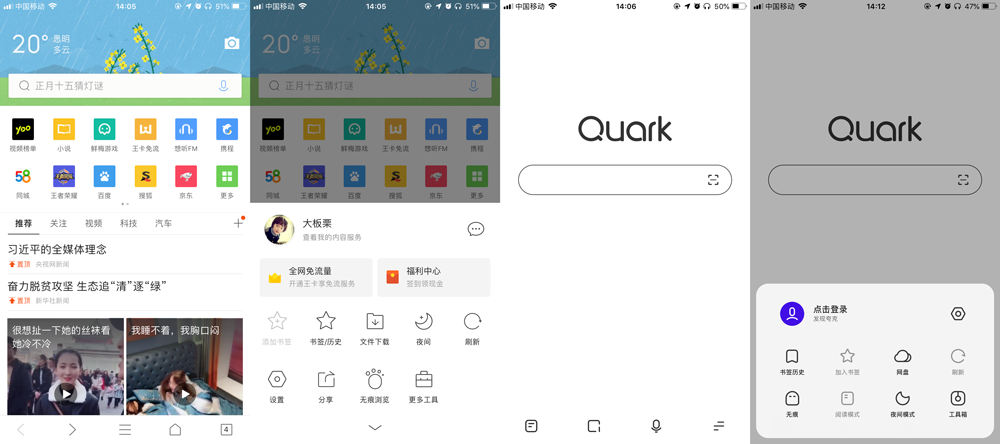 中国移动
14:05
51%
20°
思明
多云
正月十五猜灯谜
yoo
视频榜单
小说
鲜梅游戏
王卡免流
想听FM
携程
58
同城
王者荣耀
百度
搜狐
京东
更多
推荐
关注
视频
科技
汽车
习近平的全媒体理念
置顶 央视网新闻
奋力脱贫攻坚 生态追“清”逐“绿”
置顶 新华社新闻
很想扯一下她的丝袜看
她冷不冷
我睡不着，我胸口闷
4
中国移动
14:05
51%
20°
思明
多云
正月十五猜灯谜
yoo
视频榜单
小说
鲜梅游戏
王卡免流
想听FM
携程
58
同城
王者荣耀
百度
搜狐
京东
更多
大板栗
查看我的内容服务
全网免流量
开通王卡享免流服务
福利中心
签到领现金
添加书签
书签/历史
文件下载
夜间
刷新
设置
分享
无痕浏览
更多工具
中国移动
14:06
50%
Quark
中国移动
14:12
47%
Quark
点击登录
发现夸克
书签历史
加入书签
网盘
刷新
无痕
阅读模式
夜间模式
工具箱